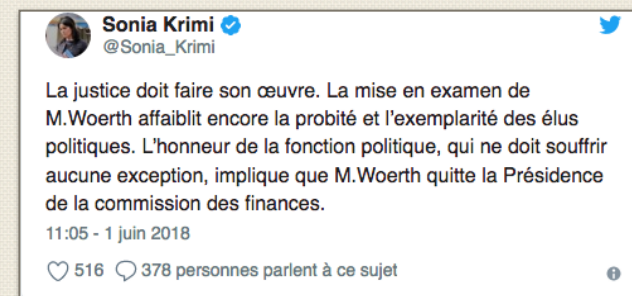 Sonia Krimi
@Sonia_Krimi
La justice doit faire son œuvre. La mise en examen de
M.Woerth affaiblit encore la probité et l'exemplarité des élus
politiques. L'honneur de la fonction politique, qui ne doit souffrir
aucune exception, implique que M.Woerth quitte la Présidence
de la commission des finances.
11:05 - 1 juin 2018
516 378 personnes parlent à ce sujet